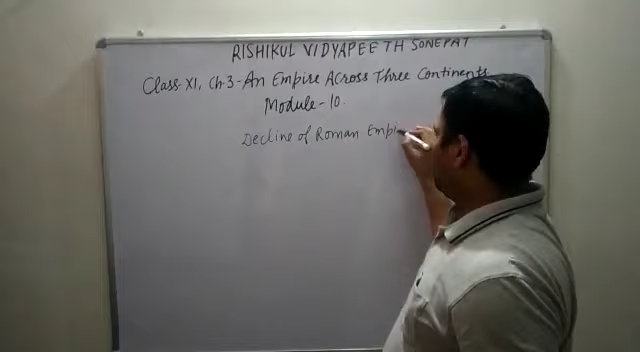 RISHIKUL VIDYAPEETH SONEPAT
Class XI, Ch.3-An Empire Across Three Continents
Module-10.
Decline of Roman Empi